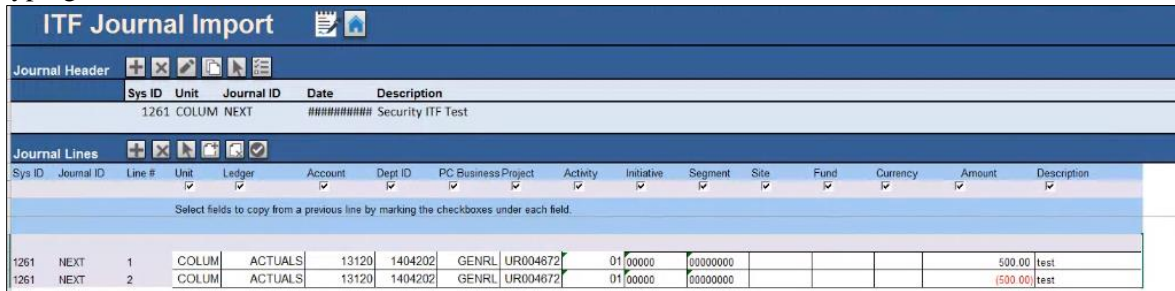 ITF Journal Import
Journal Header
Sys ID Unit Journal ID Date Description
1261 COLUM NEXT ########## Security ITF Test
Journal Lines
Sys ID Journal ID Line # Unit Ledger Account Dept ID PC Business Project Activity Initiative Segment Site Fund Currency Amount Description
Select fields to copy from a previous line by marking the checkboxes under each field.
1261 NEXT 1 COLUM ACTUALS 13120 1404202 GENRL UR004672 01 00000 00000000 500.00 test
1261 NEXT 2 COLUM ACTUALS 13120 1404202 GENRL UR004672 01 00000 00000000 (500.00) test